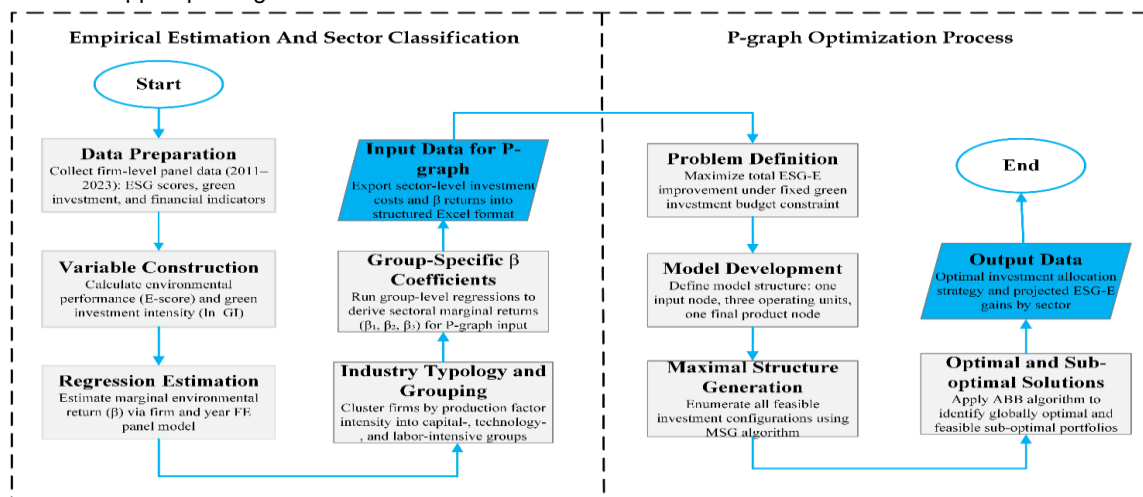 Empirical Estimation And Sector Classification
Start
Data Preparation
Collect firm-level panel data (2011–
2023): ESG scores, green
investment, and financial indicators
Variable Construction
Calculate environmental
performance (E-score) and green
investment intensity (ln_GI)
Regression Estimation
Estimate marginal environmental
return (β) via firm and year FE
panel model
Industry Typology and
Grouping
Cluster firms by production factor
intensity into capital-, technology-
, and labor-intensive groups
Group-Specific β
Coefficients
Run group-level regressions to
derive sectoral marginal returns
(β₁, β₂, β₃) for P-graph input
Input Data for P-
graph
Export sector-level investment
costs and β returns into
structured Excel format
P-graph Optimization Process
Problem Definition
Maximize total ESG-E
improvement under fixed green
investment budget constraint
Model Development
Define model structure: one
input node, three operating units,
one final product node
Maximal Structure
Generation
Enumerate all feasible
investment configurations using
MSG algorithm
Optimal and Sub-
optimal Solutions
Apply ABB algorithm to
identify globally optimal and
feasible sub-optimal portfolios
Output Data
Optimal investment allocation
strategy and projected ESG-E
gains by sector
End